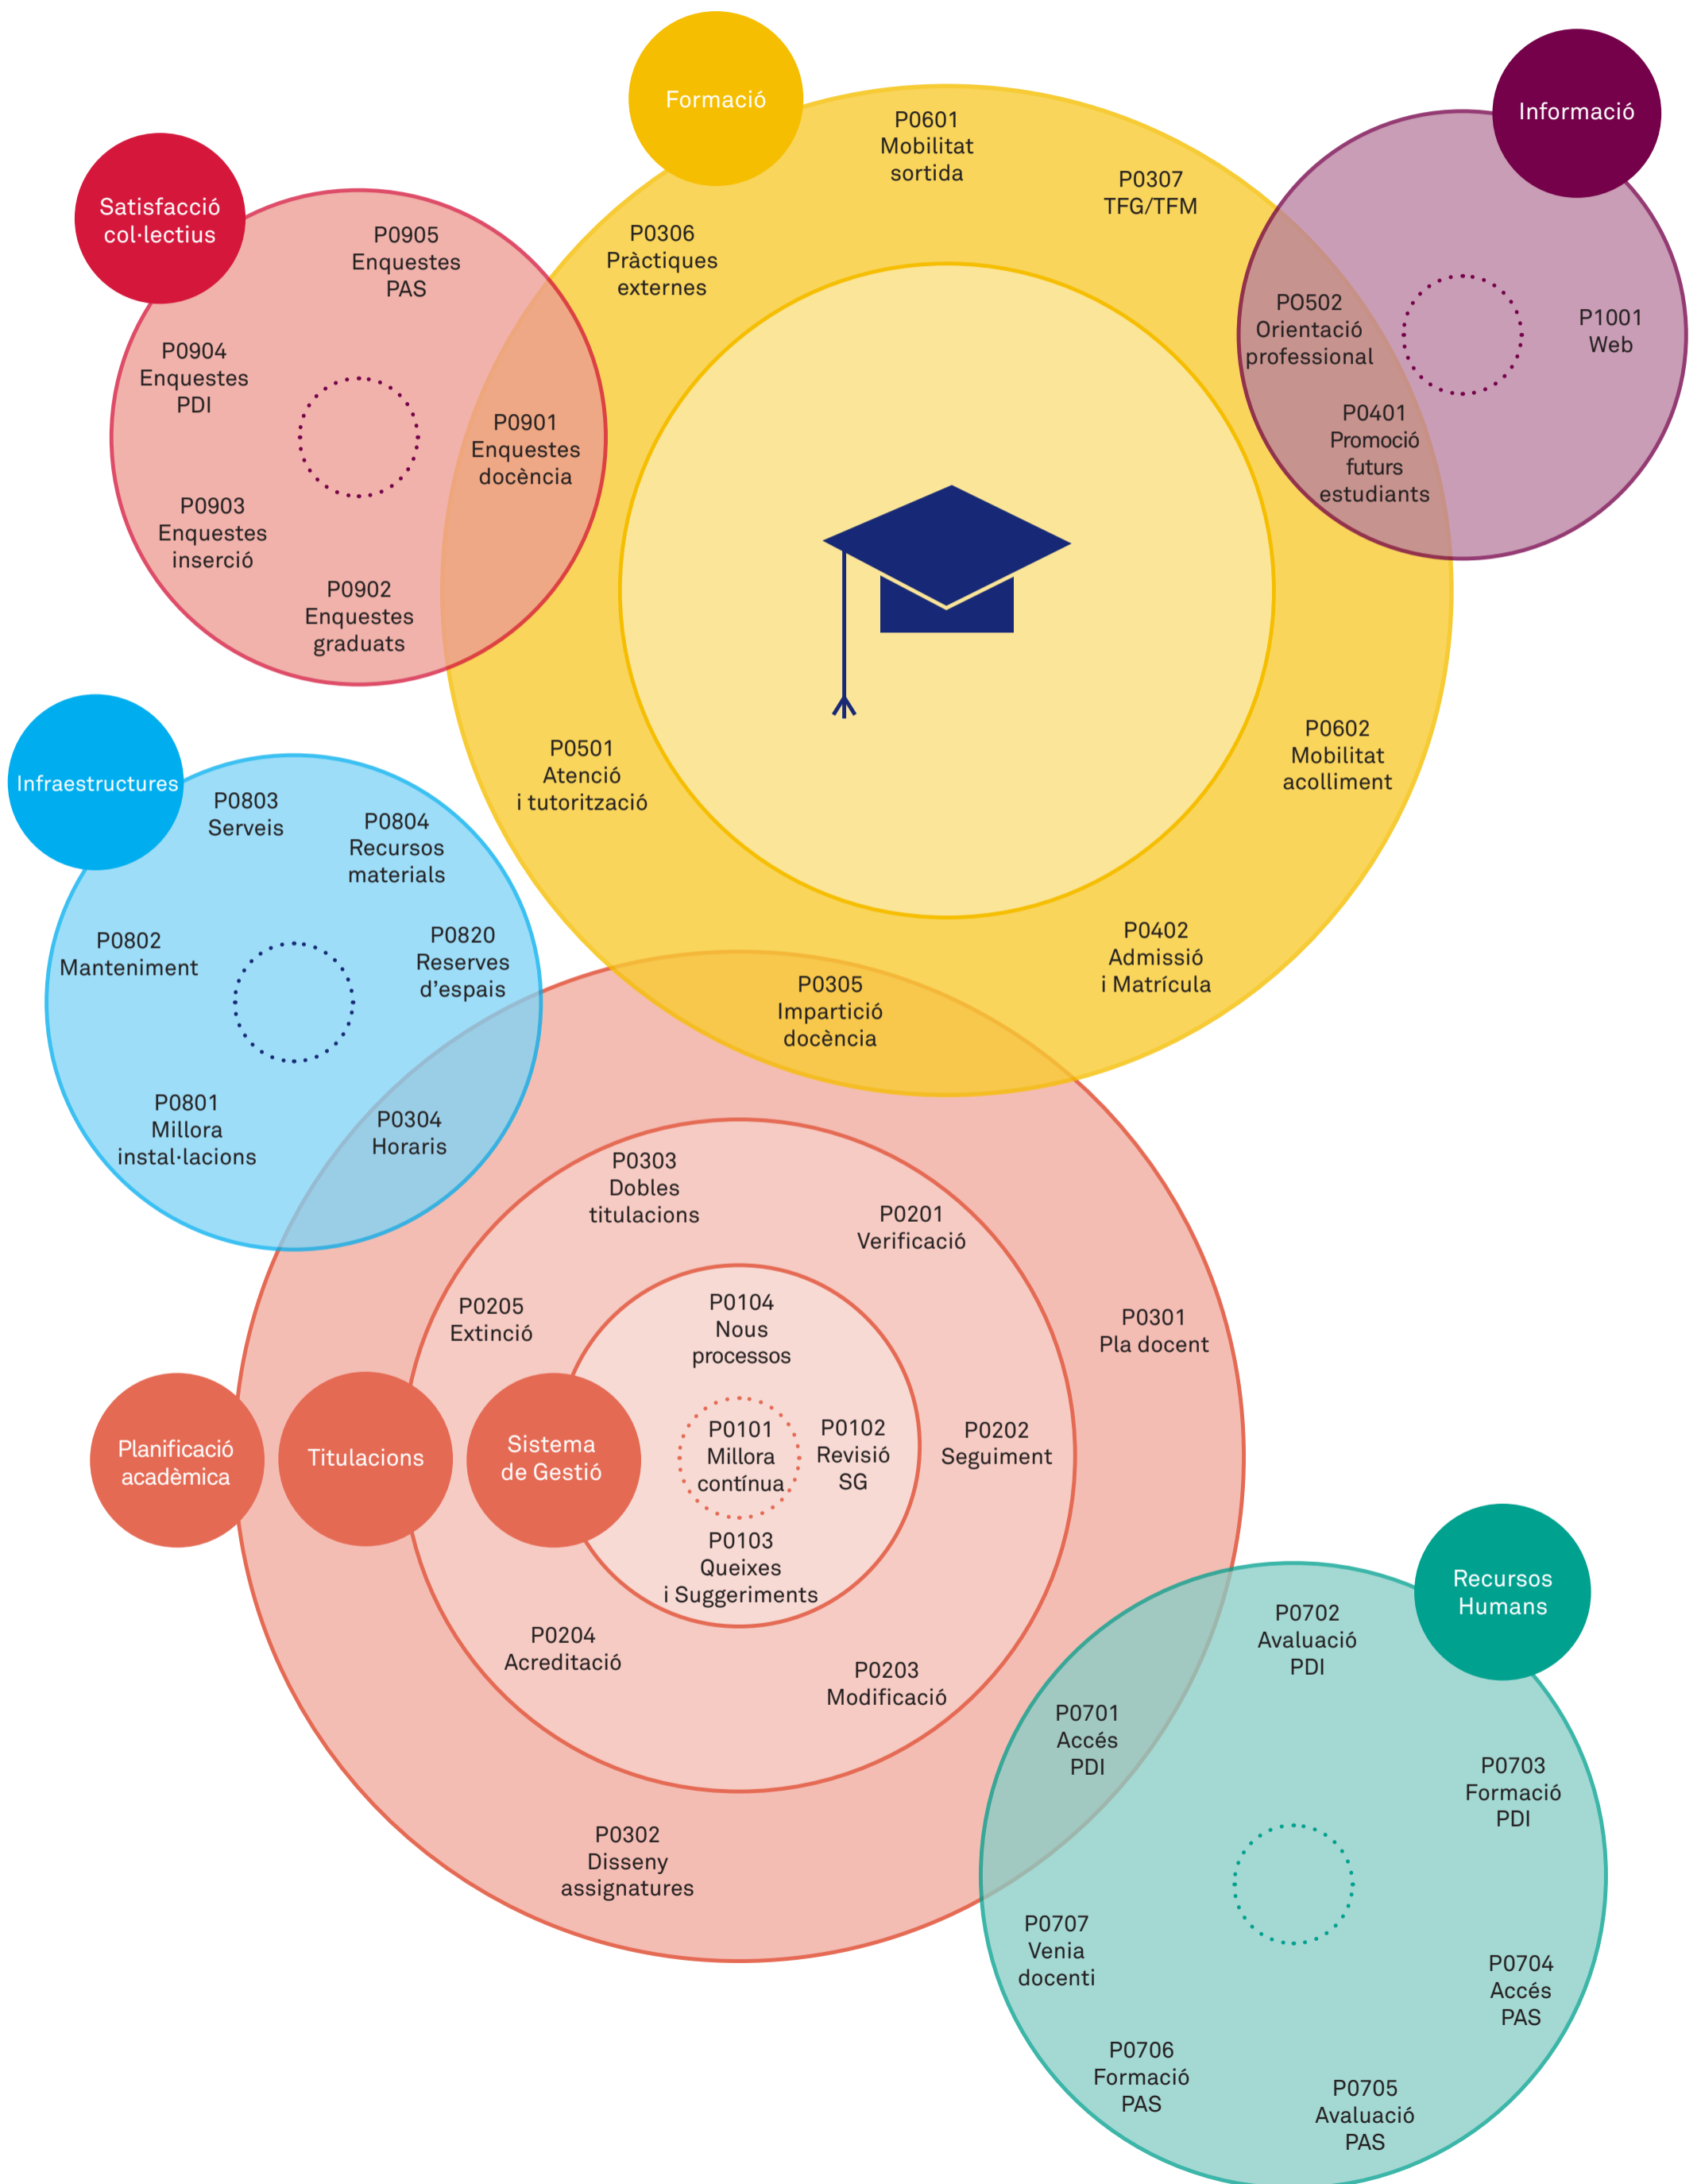 Formació
P0601
Mobilitat
sortida
P0307
TFG/TFM
P0306
Pràctiques
externes
P0501
Atenció
i tutorització
P0602
Mobilitat
acolliment
P0402
Admissió
i Matrícula
P0305
Impartició
docència
Informació
PO502
Orientació
professional
P1001
Web
P0401
Promoció
futurs
estudiants
Satisfacció
col·lectius
P0905
Enquestes
PAS
P0904
Enquestes
PDI
P0901
Enquestes
docència
P0903
Enquestes
inserció
P0902
Enquestes
graduats
Infraestructures
P0803
Serveis
P0804
Recursos
materials
P0802
Manteniment
P0820
Reserves
d’espais
P0801
Millora
instal·lacions
P0304
Horaris
Planificació
acadèmica
Titulacions
Sistema
de Gestió
P0303
Dobles
titulacions
P0201
Verificació
P0205
Extinció
P0104
Nous
processos
P0301
Pla docent
P0101
Millora
contínua
P0102
Revisió
SG
P0202
Seguiment
P0103
Queixes
i Suggeriments
P0204
Acreditació
P0203
Modificació
P0302
Disseny
assignatures
Recursos
Humans
P0702
Avaluació
PDI
P0701
Accés
PDI
P0703
Formació
PDI
P0707
Venia
docenti
P0704
Accés
PAS
P0706
Formació
PAS
P0705
Avaluació
PAS